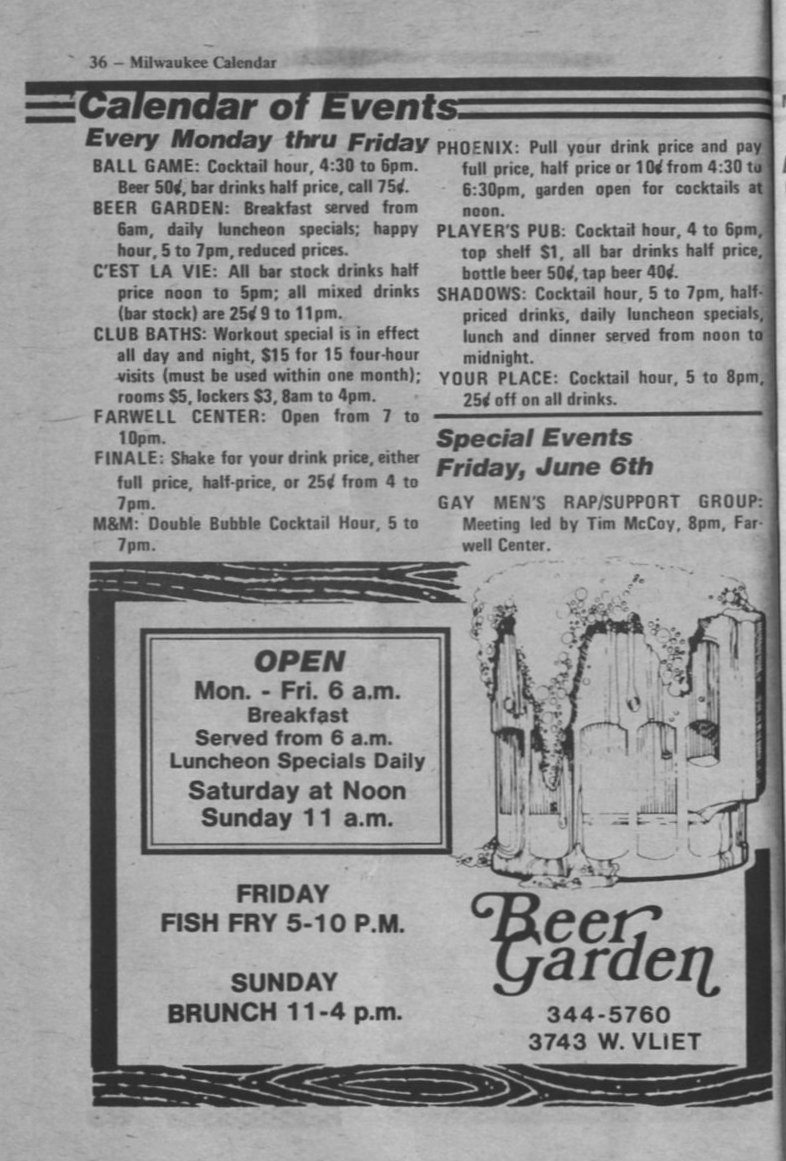 36 – Milwaukee Calendar
Calendar of Events
Every Monday thru Friday
BALL GAME: Cocktail hour, 4:30 to 6pm.
Beer 50¢, bar drinks half price, call 75¢.
BEER GARDEN: Breakfast served from
6am, daily luncheon specials; happy
hour, 5 to 7pm, reduced prices.
C'EST LA VIE: All bar stock drinks half
price noon to 5pm; all mixed drinks
(bar stock) are 25¢ 9 to 11pm.
CLUB BATHS: Workout special is in effect
all day and night, $15 for 15 four-hour
visits (must be used within one month);
rooms $5, lockers $3, 8am to 4pm.
FARWELL CENTER: Open from 7 to
10pm.
FINALE: Shake for your drink price, either
full price, half-price, or 25¢ from 4 to
7pm.
M&M: Double Bubble Cocktail Hour, 5 to
7pm.
PHOENIX: Pull your drink price and pay
full price, half price or 10¢ from 4:30 to
6:30pm, garden open for cocktails at
noon.
PLAYER'S PUB: Cocktail hour, 4 to 6pm,
top shelf $1, all bar drinks half price,
bottle beer 50¢, tap beer 40¢.
SHADOWS: Cocktail hour, 5 to 7pm, half-
priced drinks, daily luncheon specials,
lunch and dinner served from noon to
midnight.
YOUR PLACE: Cocktail hour, 5 to 8pm,
25¢ off on all drinks.
Special Events
Friday, June 6th
GAY MEN'S RAP/SUPPORT GROUP:
Meeting led by Tim McCoy, 8pm, Far-
well Center.
OPEN
Mon. - Fri. 6 a.m.
Breakfast
Served from 6 a.m.
Luncheon Specials Daily
Saturday at Noon
Sunday 11 a.m.
FRIDAY
FISH FRY 5-10 P.M.
SUNDAY
BRUNCH 11-4 p.m.
Beer
Garden
344-5760
3743 W. VLIET